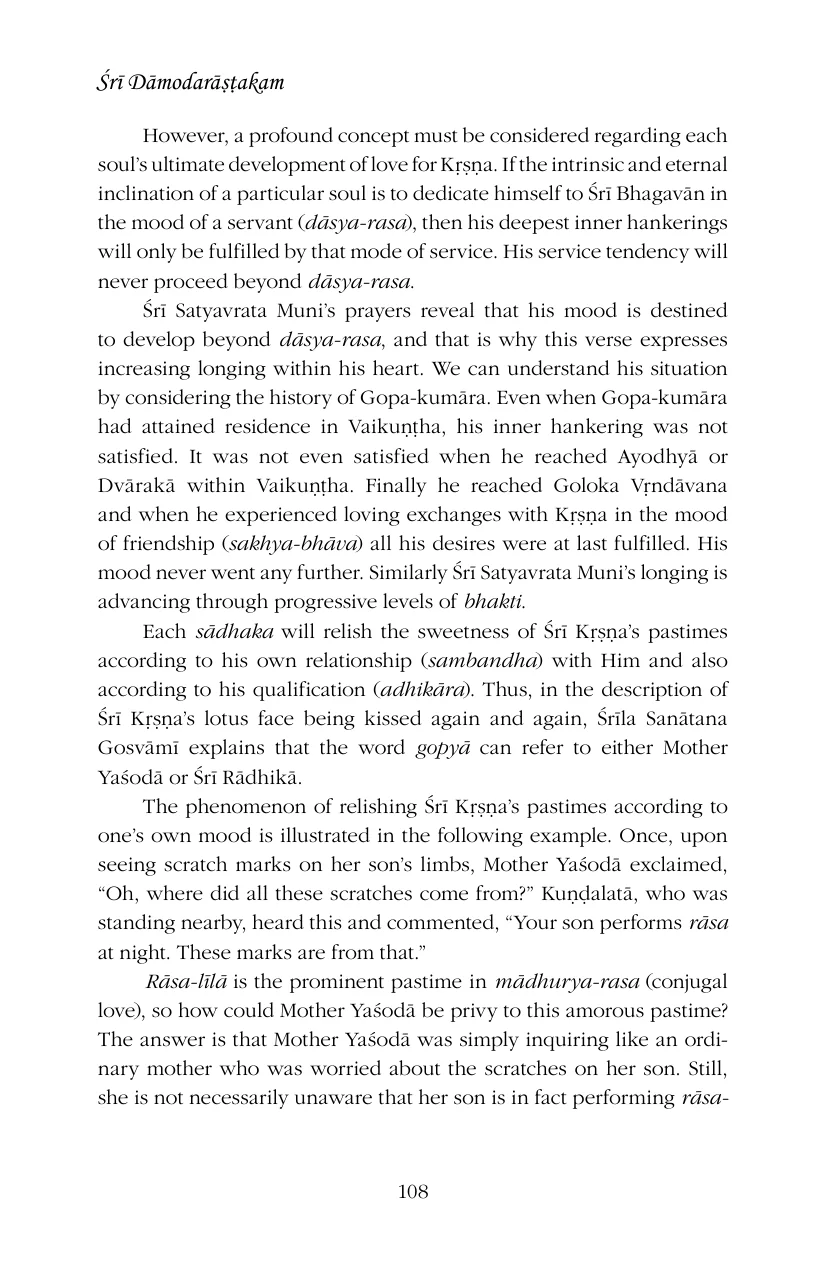 Śrī Dāmodarāṣṭakam
However, a profound concept must be considered regarding each
soul’s ultimate development of love for Kṛṣṇa. If the intrinsic and eternal
inclination of a particular soul is to dedicate himself to Śrī Bhagavān in
the mood of a servant (dāsya-rasa), then his deepest inner hankerings
will only be fulfilled by that mode of service. His service tendency will
never proceed beyond dāsya-rasa.
Śrī Satyavrata Muni’s prayers reveal that his mood is destined
to develop beyond dāsya-rasa, and that is why this verse expresses
increasing longing within his heart. We can understand his situation
by considering the history of Gopa-kumāra. Even when Gopa-kumāra
had attained residence in Vaikuṇṭha, his inner hankering was not
satisfied. It was not even satisfied when he reached Ayodhyā or
Dvārakā within Vaikuṇṭha. Finally he reached Goloka Vṛndāvana
and when he experienced loving exchanges with Kṛṣṇa in the mood
of friendship (sakhya-bhāva) all his desires were at last fulfilled. His
mood never went any further. Similarly Śrī Satyavrata Muni’s longing is
advancing through progressive levels of bhakti.
Each sādhaka will relish the sweetness of Śrī Kṛṣṇa’s pastimes
according to his own relationship (sambandha) with Him and also
according to his qualification (adhikāra). Thus, in the description of
Śrī Kṛṣṇa’s lotus face being kissed again and again, Śrīla Sanātana
Gosvāmī explains that the word gopyā can refer to either Mother
Yaśodā or Śrī Rādhikā.
The phenomenon of relishing Śrī Kṛṣṇa’s pastimes according to
one’s own mood is illustrated in the following example. Once, upon
seeing scratch marks on her son’s limbs, Mother Yaśodā exclaimed,
“Oh, where did all these scratches come from?” Kuṇḍalatā, who was
standing nearby, heard this and commented, “Your son performs rāsa
at night. These marks are from that.”
Rāsa-līlā is the prominent pastime in mādhurya-rasa (conjugal
love), so how could Mother Yaśodā be privy to this amorous pastime?
The answer is that Mother Yaśodā was simply inquiring like an ordi-
nary mother who was worried about the scratches on her son. Still,
she is not necessarily unaware that her son is in fact performing rāsa-
108